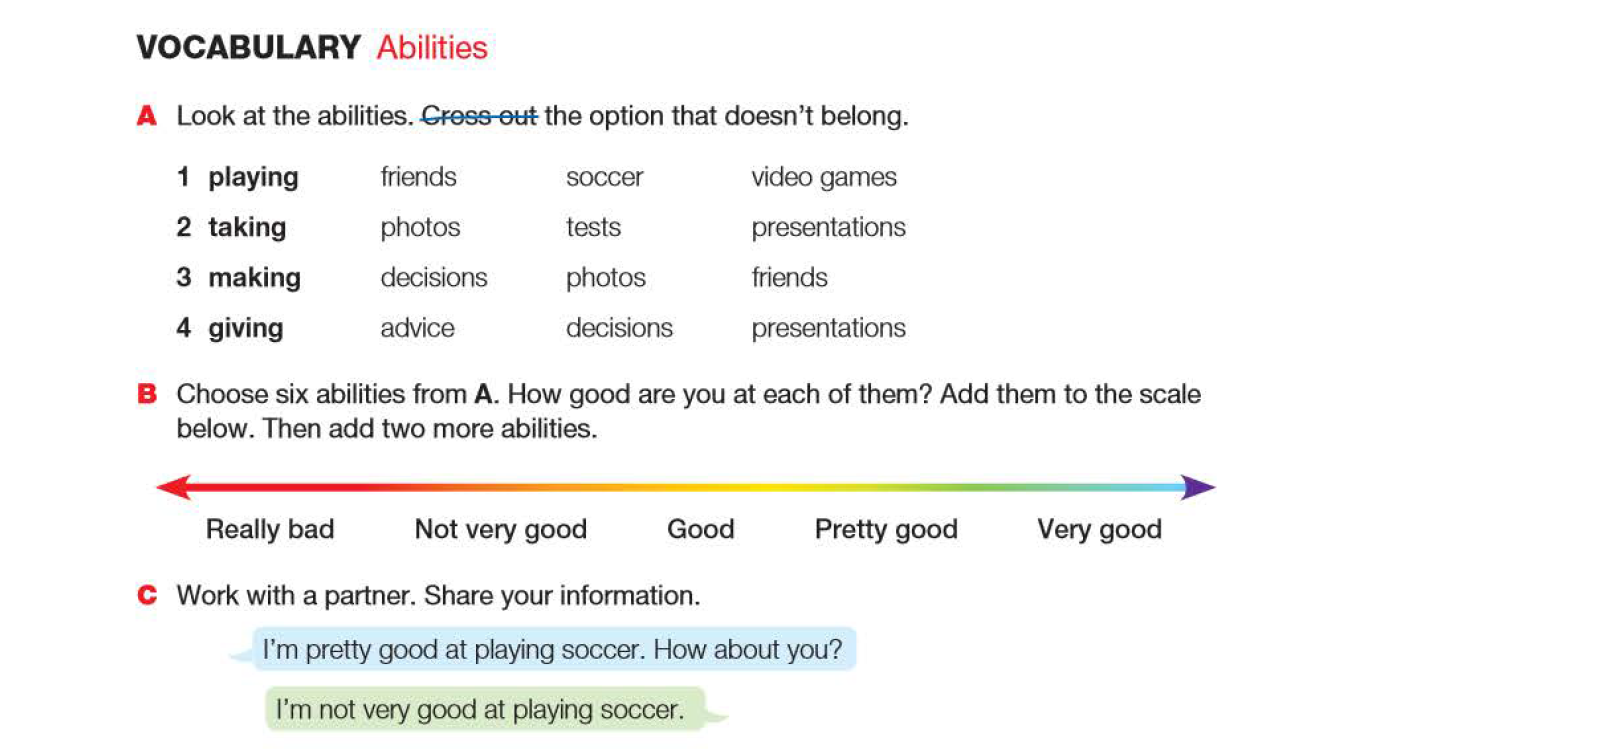 VOCABULARY Abilities
A Look at the abilities. Cross out the option that doesn't belong.
1 playing friends soccer video games
2 taking photos tests presentations
3 making decisions photos friends
4 giving advice decisions presentations
B Choose six abilities from A. How good are you at each of them? Add them to the scale
below. Then add two more abilities.
Really bad Not very good Good Pretty good Very good
C Work with a partner. Share your information.
I'm pretty good at playing soccer. How about you?
I'm not very good at playing soccer.